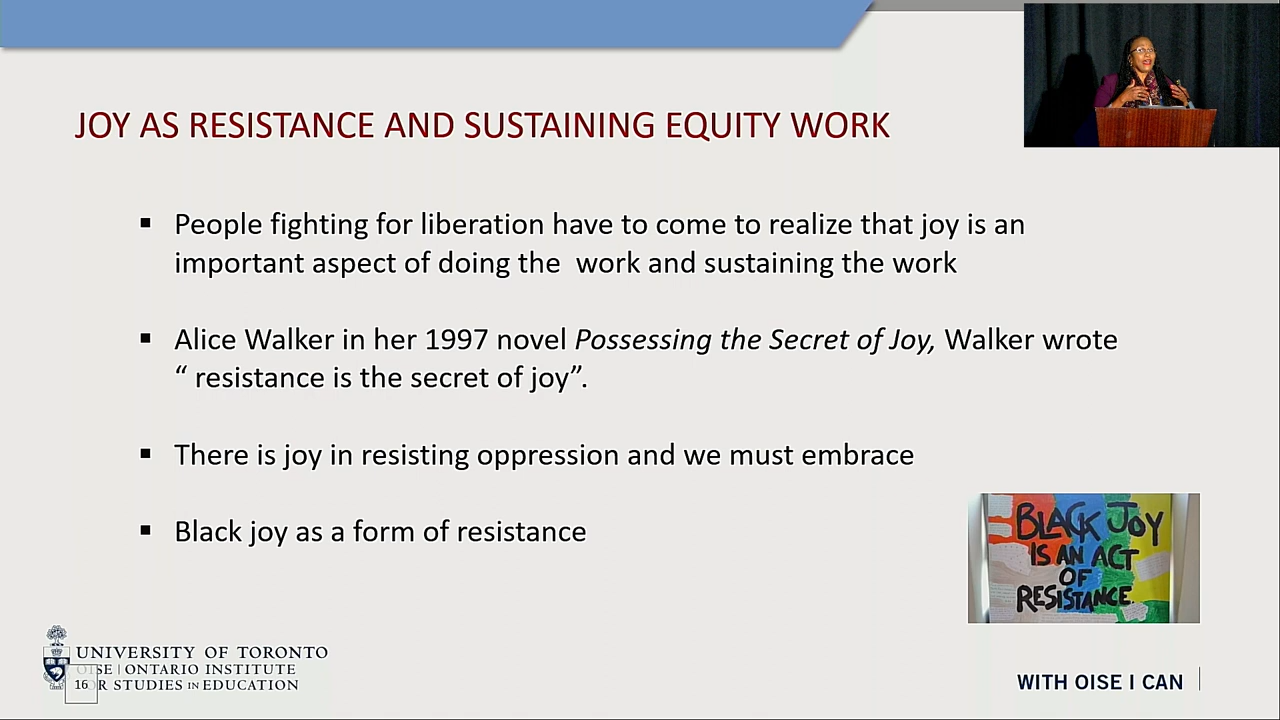 JOY AS RESISTANCE AND SUSTAINING EQUITY WORK
▪ People fighting for liberation have to come to realize that joy is an
important aspect of doing the  work and sustaining the work
▪ Alice Walker in her 1997 novel Possessing the Secret of Joy, Walker wrote
“ resistance is the secret of joy”.
▪ There is joy in resisting oppression and we must embrace
▪ Black joy as a form of resistance
BLACK JOY
IS AN ACT
OF
RESISTANCE.
UNIVERSITY OF TORONTO
OISE | ONTARIO INSTITUTE
16 OR STUDIES IN EDUCATION
WITH OISE I CAN